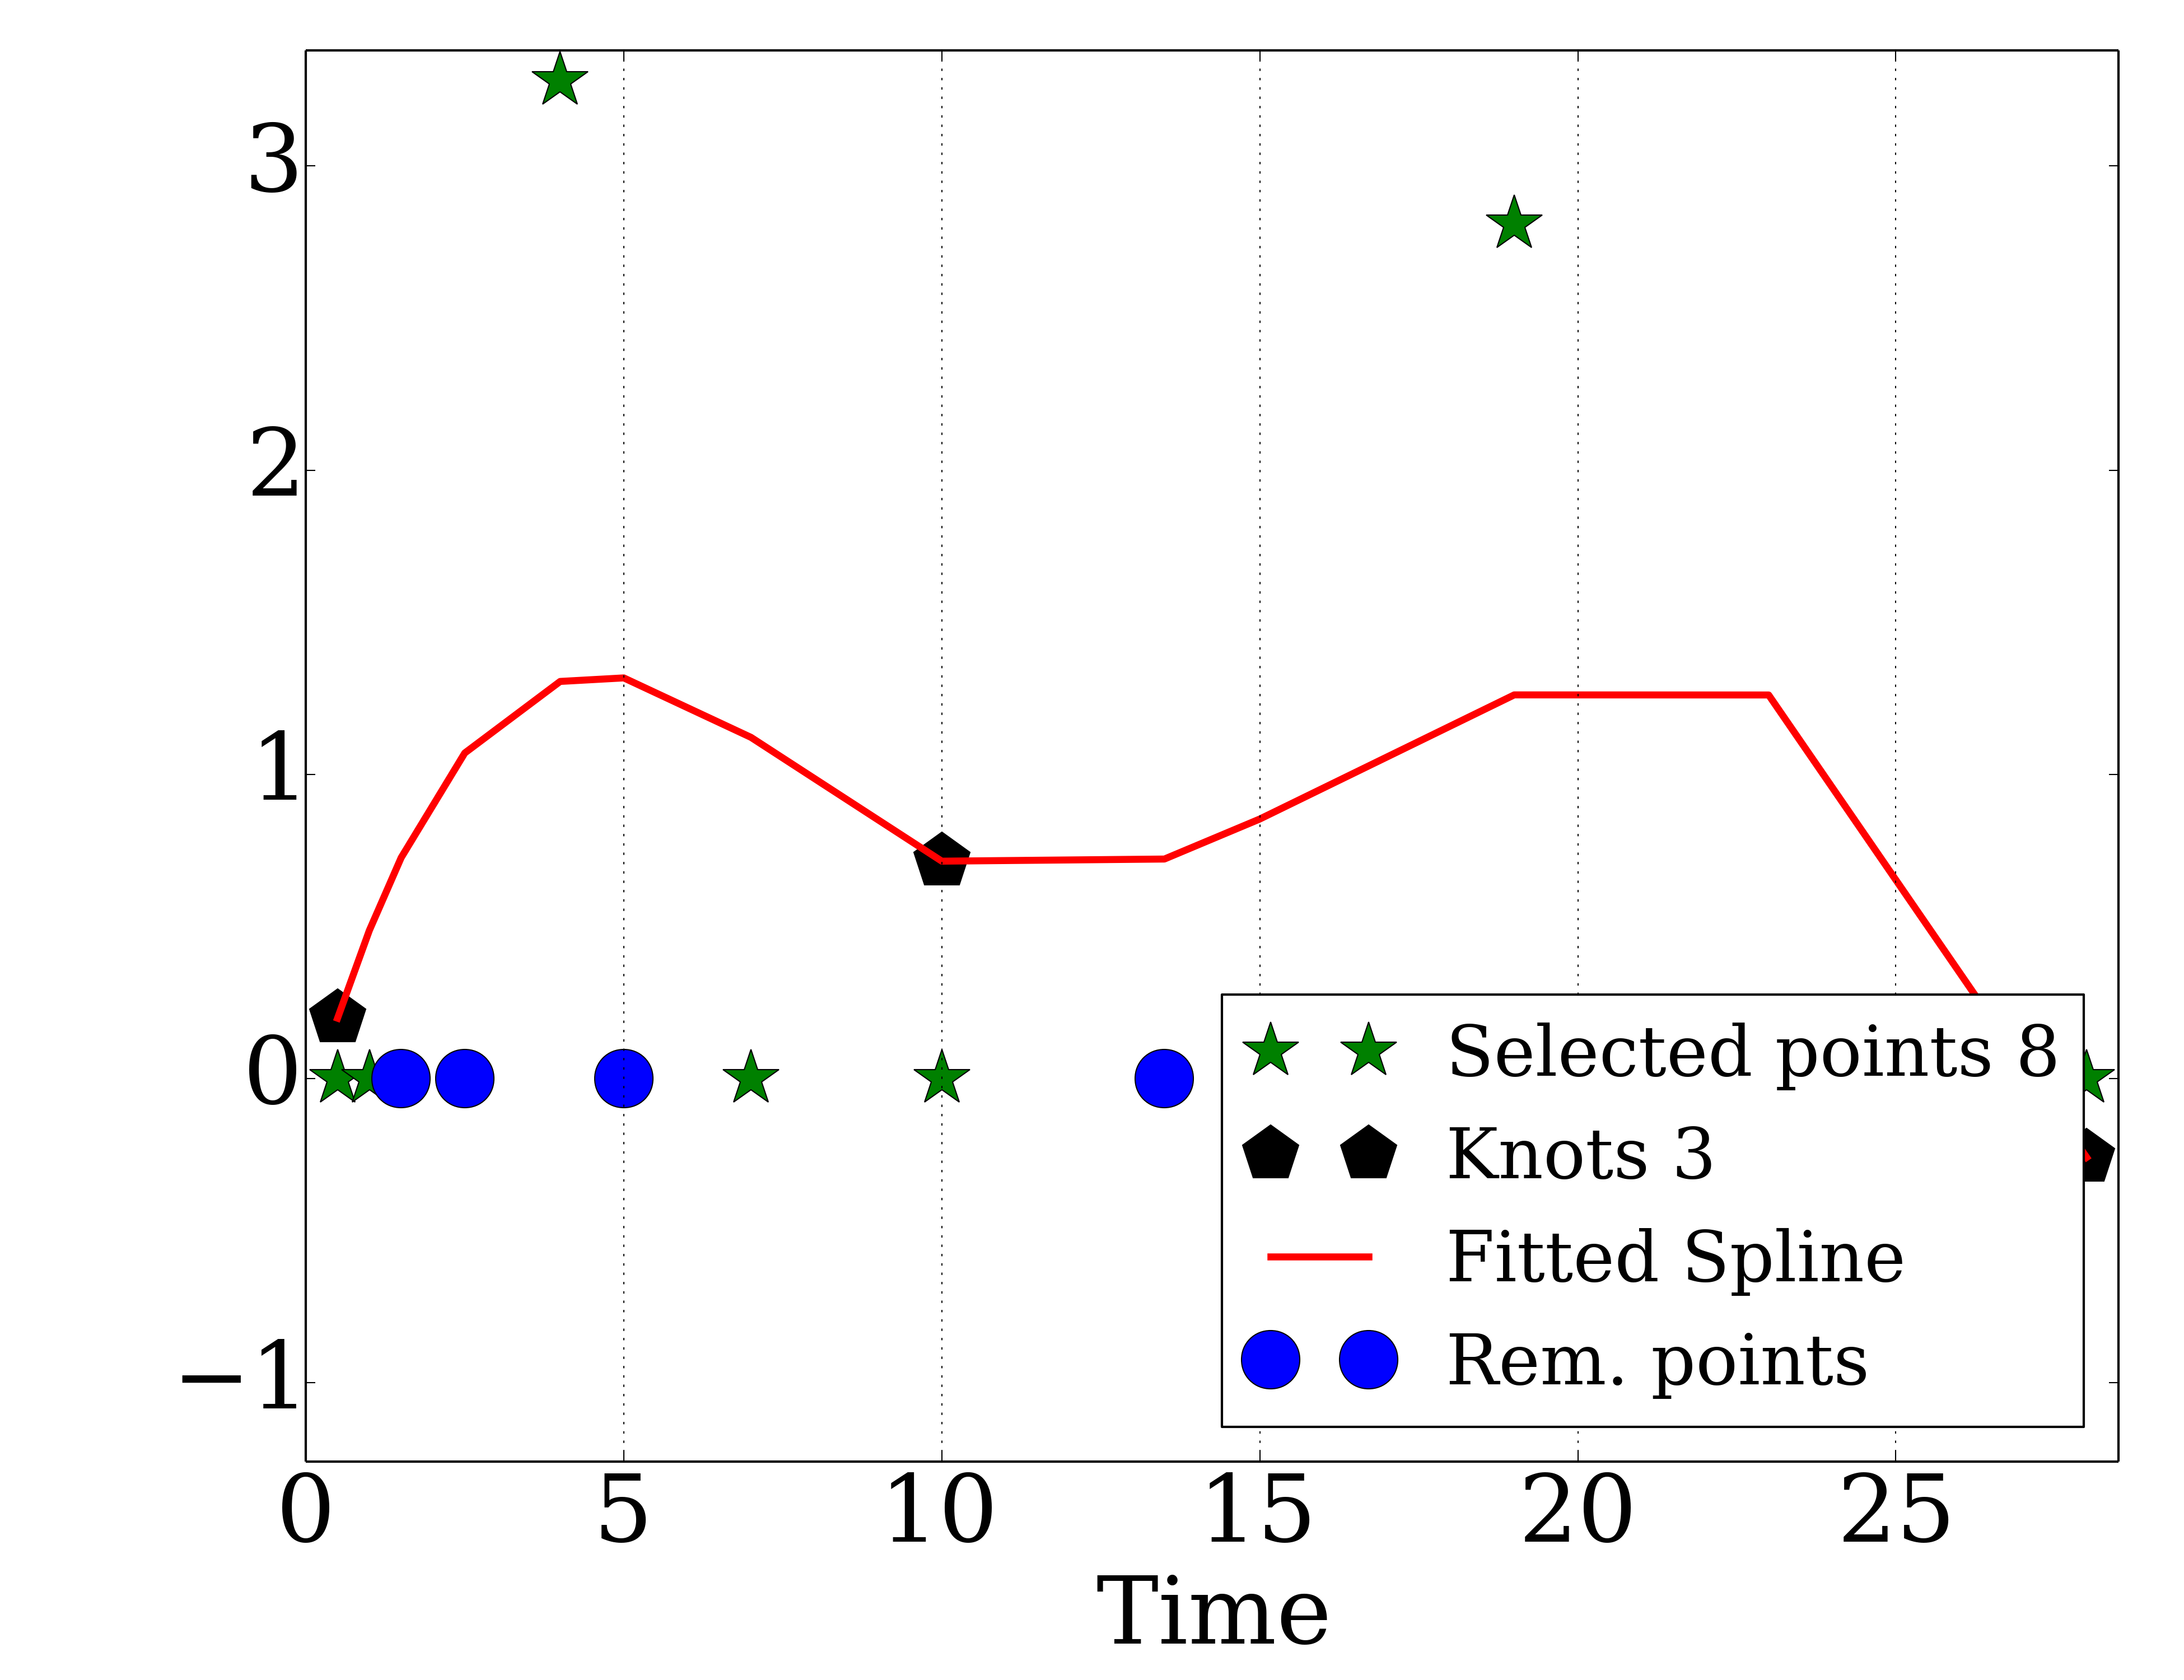 3
2
1
0
−1
Selected points 8
Knots 3
Fitted Spline
Rem. points
0 5 10 15 20 25
Time